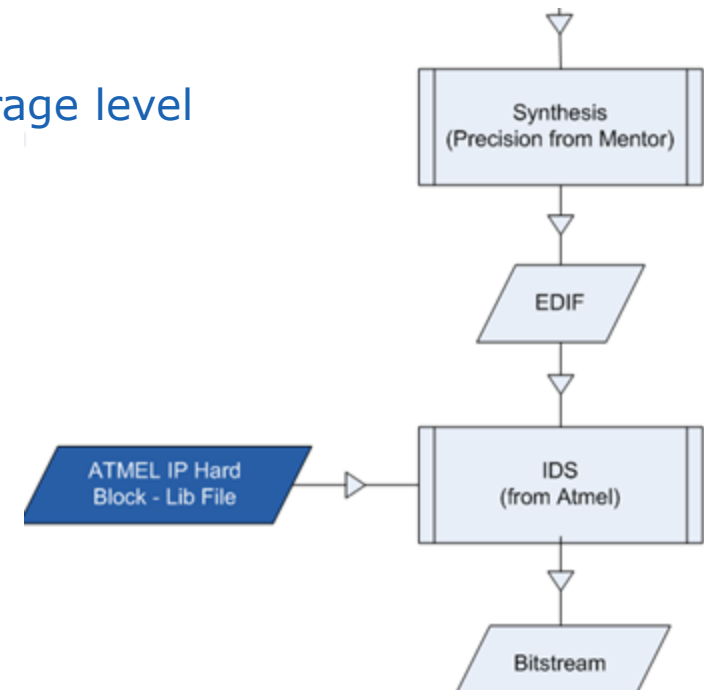 rage level
Synthesis
(Precision from Mentor)
EDIF
ATMEL IP Hard
Block - Lib File
IDS
(from Atmel)
Bitstream